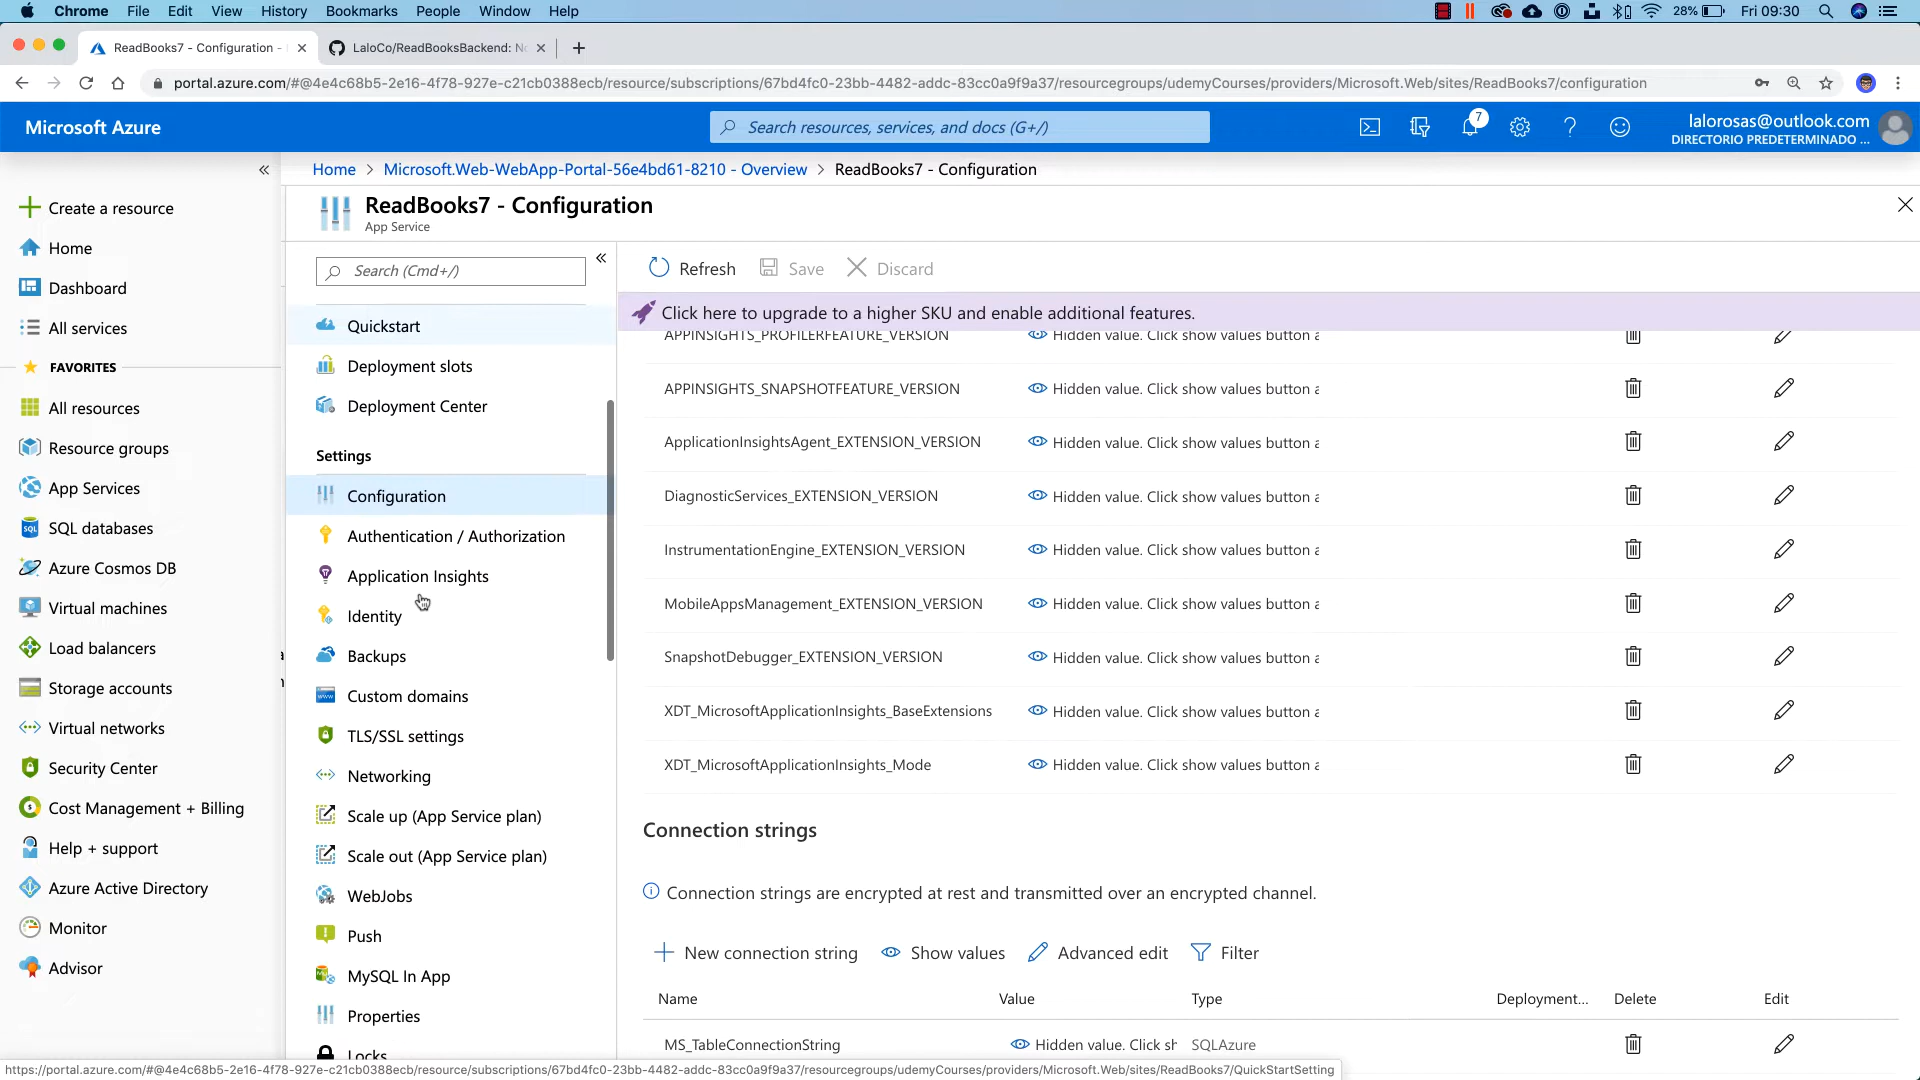 Chrome File Edit View History Bookmarks People Window Help 28% Fri 09:30
ReadBooks7 - Configuration - LaloCo/ReadBooksBackend: No
portal.azure.com/#@4e4c68b5-2e16-4f78-927e-c21cb0388ecb/resource/subscriptions/67bd4fc0-23bb-4482-addc-83cc0a9f9a37/resourcegroups/udemyCourses/providers/Microsoft.Web/sites/ReadBooks7/configuration
Microsoft Azure
Search resources, services, and docs (G+/)
7
lalorosas@outlook.com
DIRECTORIO PREDETERMINADO ...
Home > Microsoft.Web-WebApp-Portal-56e4bd61-8210 - Overview > ReadBooks7 - Configuration
ReadBooks7 - Configuration
App Service
Create a resource
Home
Dashboard
All services
FAVORITES
All resources
Resource groups
App Services
SQL databases
Azure Cosmos DB
Virtual machines
Load balancers
Storage accounts
Virtual networks
Security Center
Cost Management + Billing
Help + support
Azure Active Directory
Monitor
Advisor
Search (Cmd+/)
Quickstart
Deployment slots
Deployment Center
Settings
Configuration
Authentication / Authorization
Application Insights
Identity
Backups
Custom domains
TLS/SSL settings
Networking
Scale up (App Service plan)
Scale out (App Service plan)
WebJobs
Push
MySQL In App
Properties
Locks
Refresh Save Discard
Click here to upgrade to a higher SKU and enable additional features.
APPINSIGHTS_PROFILERFEATURE_VERSION Hidden value. Click show values button a
APPINSIGHTS_SNAPSHOTFEATURE_VERSION Hidden value. Click show values button a
ApplicationInsightsAgent_EXTENSION_VERSION Hidden value. Click show values button a
DiagnosticServices_EXTENSION_VERSION Hidden value. Click show values button a
InstrumentationEngine_EXTENSION_VERSION Hidden value. Click show values button a
MobileAppsManagement_EXTENSION_VERSION Hidden value. Click show values button a
SnapshotDebugger_EXTENSION_VERSION Hidden value. Click show values button a
XDT_MicrosoftApplicationInsights_BaseExtensions Hidden value. Click show values button a
XDT_MicrosoftApplicationInsights_Mode Hidden value. Click show values button a
Connection strings
Connection strings are encrypted at rest and transmitted over an encrypted channel.
New connection string Show values Advanced edit Filter
Name Value Type Deployment... Delete Edit
MS_TableConnectionString Hidden value. Click sh SQLAzure
https://portal.azure.com/#@4e4c68b5-2e16-4f78-927e-c21cb0388ecb/resource/subscriptions/67bd4fc0-23bb-4482-addc-83cc0a9f9a37/resourcegroups/udemyCourses/providers/Microsoft.Web/sites/ReadBooks7/QuickStartSetting